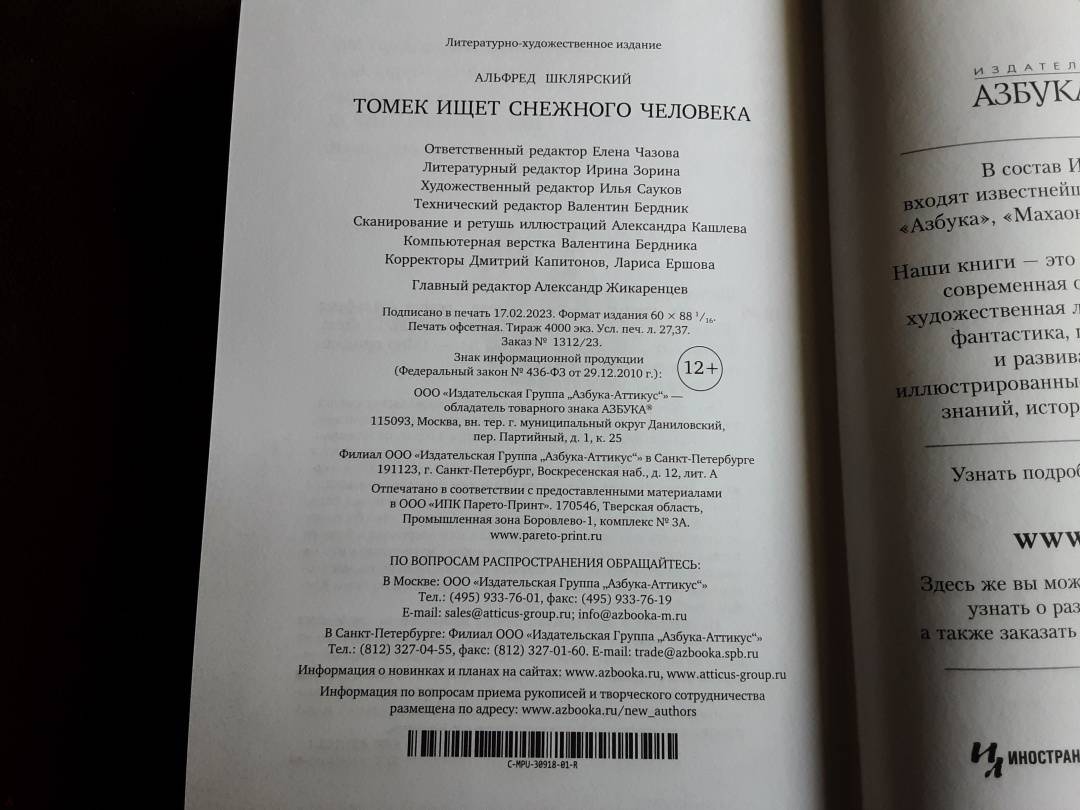 Литературно-художественное издание
АЛЬФРЕД ШКЛЯРСКИЙ
ТОМЕК ИЩЕТ СНЕЖНОГО ЧЕЛОВЕКА
Ответственный редактор Елена Чазова
Литературный редактор Ирина Зорина
Художественный редактор Илья Сауков
Технический редактор Валентин Бердник
Сканирование и ретушь иллюстраций Александра Кашлева
Компьютерная верстка Валентина Бердника
Корректоры Дмитрий Капитонов, Лариса Ершова
Главный редактор Александр Жикаренцев
Подписано в печать 17.02.2023. Формат издания 60 × 88 1/16.
Печать офсетная. Тираж 4000 экз. Усл. печ. л. 27,37.
Заказ № 1312/23.
Знак информационной продукции
(Федеральный закон № 436-ФЗ от 29.12.2010 г.):
12+
ООО «Издательская Группа „Азбука-Аттикус“» —
обладатель товарного знака АЗБУКА®
115093, Москва, вн. тер. г. муниципальный округ Даниловский,
пер. Партийный, д. 1, к. 25
Филиал ООО «Издательская Группа „Азбука-Аттикус“» в Санкт-Петербурге
191123, г. Санкт-Петербург, Воскресенская наб., д. 12, лит. А
Отпечатано в соответствии с предоставленными материалами
в ООО «ИПК Парето-Принт». 170546, Тверская область,
Промышленная зона Боровлево-1, комплекс № 3А.
www.pareto-print.ru
ПО ВОПРОСАМ РАСПРОСТРАНЕНИЯ ОБРАЩАЙТЕСЬ:
В Москве: ООО «Издательская Группа „Азбука-Аттикус“»
Тел.: (495) 933-76-01, факс: (495) 933-76-19
E-mail: sales@atticus-group.ru; info@azbooka-m.ru
В Санкт-Петербурге: Филиал ООО «Издательская Группа „Азбука-Аттикус“»
Тел.: (812) 327-04-55, факс: (812) 327-01-60. E-mail: trade@azbooka.spb.ru
Информация о новинках и планах на сайтах: www.azbooka.ru, www.atticus-group.ru
Информация по вопросам приема рукописей и творческого сотрудничества
размещена по адресу: www.azbooka.ru/new_authors
C-MPU-30918-01-R
ИЗДАТЕЛ
АЗБУКА
В состав И
входят известнейш
«Азбука», «Махаон
Наши книги — это
современная
художественная л
фантастика,
и развива
иллюстрированные
знаний, истор
Узнать подроб
www
Здесь же вы мож
узнать о раз
а также заказать
ИЛ ИНОСТРАН